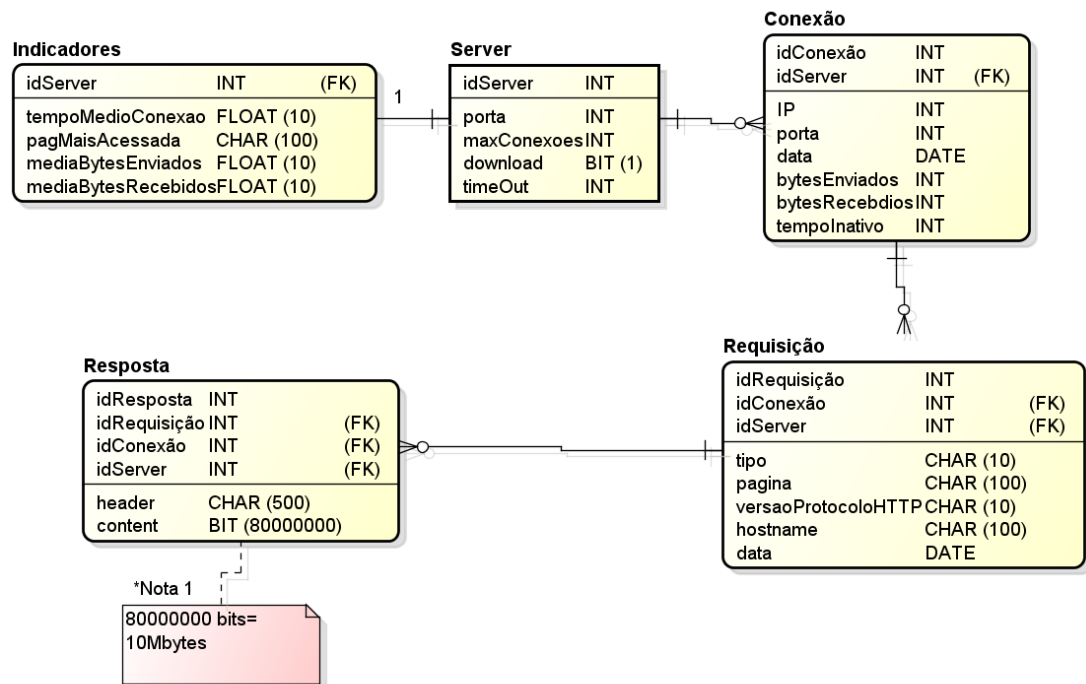 Indicadores
idServer INT (FK)
tempoMedioConexao FLOAT (10)
pagMaisAcessada CHAR (100)
mediaBytesEnviados FLOAT (10)
mediaBytesRecebidosFLOAT (10)
1
Server
idServer INT
porta INT
maxConexoesINT
download BIT (1)
timeOut INT
Conexão
idConexão INT
idServer INT (FK)
IP INT
porta INT
data DATE
bytesEnviados INT
bytesRecebdiosINT
tempoInativo INT
Resposta
idResposta INT
idRequisição INT (FK)
idConexão INT (FK)
idServer INT (FK)
header CHAR (500)
content BIT (80000000)
*Nota 1
80000000 bits=
10Mbytes
Requisição
idRequisição INT
idConexão INT (FK)
idServer INT (FK)
tipo CHAR (10)
pagina CHAR (100)
versaoProtocoloHTTPCHAR (10)
hostname CHAR (100)
data DATE